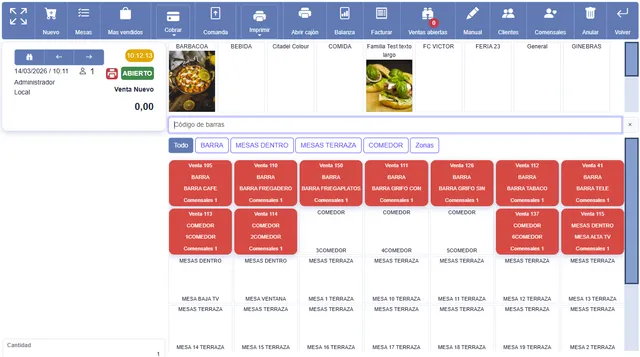 Nuevo Mesas Mas vendidos Cobrar Comanda Imprimir Abrir cajón Balanza Facturar Ventas abiertas Manual Clientes Comensales Anular Volver
10:12:13
14/03/2026 / 10:11 1 ABIERTO
Administrador
Local Venta Nuevo
0,00
BARBACOA BEBIDA Citadel Colour COMIDA Familia Test texto largo FC VICTOR FERIA 23 General GINEBRAS
Código de barras ×
Todo BARRA MESAS DENTRO MESAS TERRAZA COMEDOR Zonas
Venta 105 Venta 110 Venta 150 Venta 111 Venta 126 Venta 112 Venta 41
BARRA BARRA BARRA BARRA BARRA BARRA BARRA
BARRA CAFE BARRA FRIEGADERO BARRA FRIEGAPLATOS BARRA GRIFO CON BARRA GRIFO SIN BARRA TABACO BARRA TELE
Comensales 1 Comensales 1 Comensales 1 Comensales 1 Comensales 1 Comensales 1 Comensales 1
Venta 113 Venta 114 COMEDOR COMEDOR COMEDOR Venta 137 Venta 115
COMEDOR COMEDOR COMEDOR MESAS DENTRO
1COMEDOR 2COMEDOR 6COMEDOR MESA ALTA TV
Comensales 1 Comensales 1 3COMEDOR 4COMEDOR 5COMEDOR Comensales 1 Comensales 1
MESAS DENTRO MESAS DENTRO MESAS TERRAZA MESAS TERRAZA MESAS TERRAZA MESAS TERRAZA MESAS TERRAZA
MESA BAJA TV MESA VENTANA MESA 1 TERRAZA MESA 10 TERRAZA MESA 11 TERRAZA MESA 12 TERRAZA MESA 13 TERRAZA
MESAS TERRAZA MESAS TERRAZA MESAS TERRAZA MESAS TERRAZA MESAS TERRAZA MESAS TERRAZA MESAS TERRAZA
MESA 14 TERRAZA MESA 15 TERRAZA MESA 16 TERRAZA MESA 17 TERRAZA MESA 18 TERRAZA MESA 19 TERRAZA MESA 2 TERRAZA
Cantidad
1